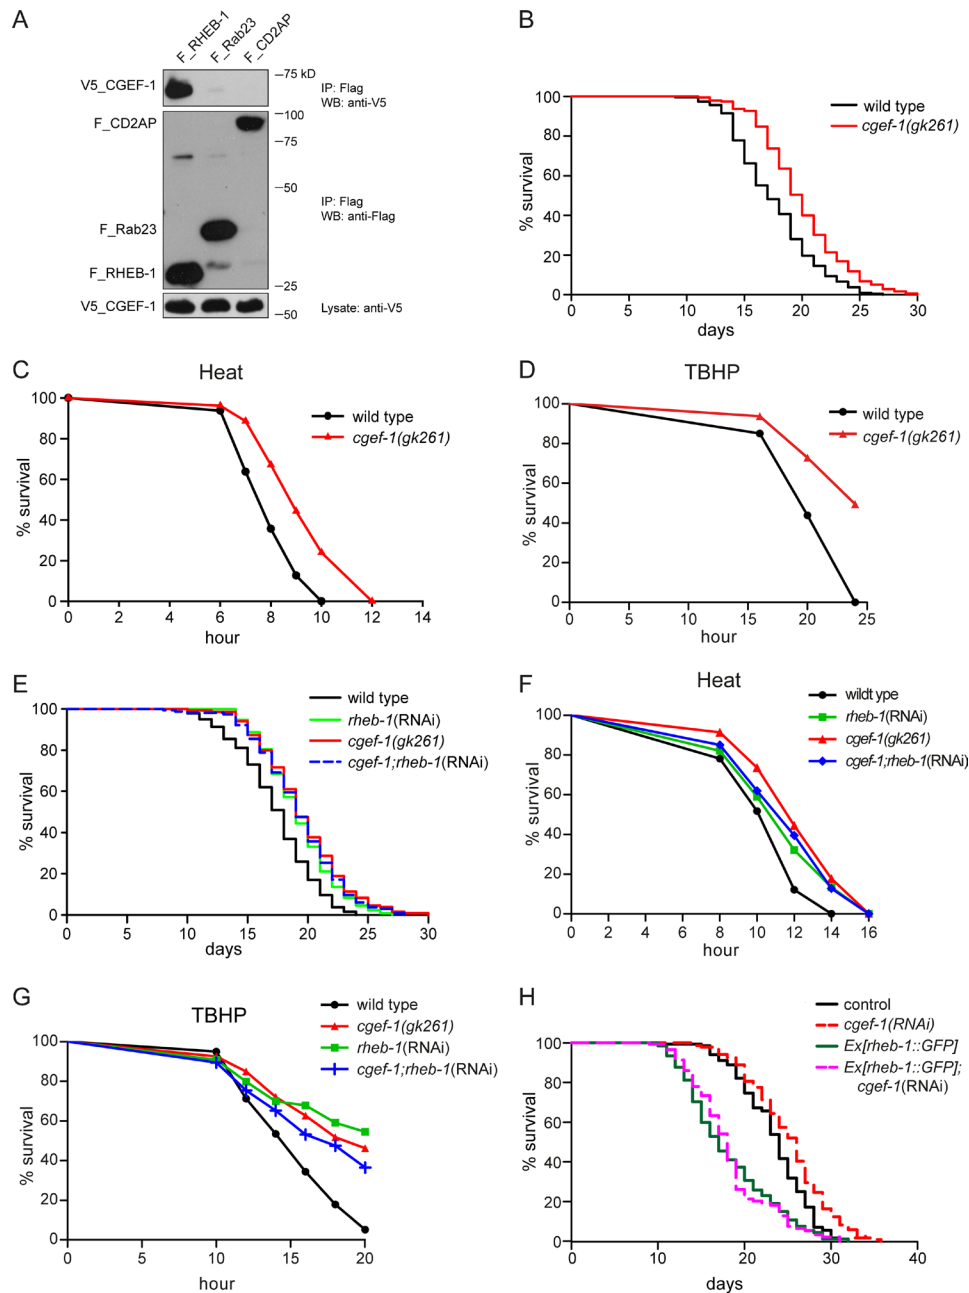 A
F_RHEB-1
F_Rab23
F_CD2AP
V5_CGEF-1
75 kD
IP: Flag
WB: anti-V5
F_CD2AP
100
75
50
IP: Flag
WB: anti-Flag
F_Rab23
F_RHEB-1
25
V5_CGEF-1
50
Lysate: anti-V5
B
wild type
cgef-1(gk261)
% survival
100
80
60
40
20
0
0 5 10 15 20 25 30
days
C
Heat
wild type
cgef-1(gk261)
% survival
100
80
60
40
20
0
0 2 4 6 8 10 12 14
hour
D
TBHP
wild type
cgef-1(gk261)
% survival
100
80
60
40
20
0
0 5 10 15 20 25
hour
E
wild type
rheb-1(RNAi)
cgef-1(gk261)
cgef-1;rheb-1(RNAi)
% survival
100
80
60
40
20
0
0 5 10 15 20 25 30
days
F
Heat
wildt ype
rheb-1(RNAi)
cgef-1(gk261)
cgef-1;rheb-1(RNAi)
% survival
100
80
60
40
20
0
0 2 4 6 8 10 12 14 16
hour
G
TBHP
wild type
cgef-1(gk261)
rheb-1(RNAi)
cgef-1;rheb-1(RNAi)
% survival
100
80
60
40
20
0
0 5 10 15 20
hour
H
control
cgef-1(RNAi)
Ex[rheb-1::GFP]
Ex[rheb-1::GFP];
cgef-1(RNAi)
% survival
100
80
60
40
20
0
0 10 20 30 40
days